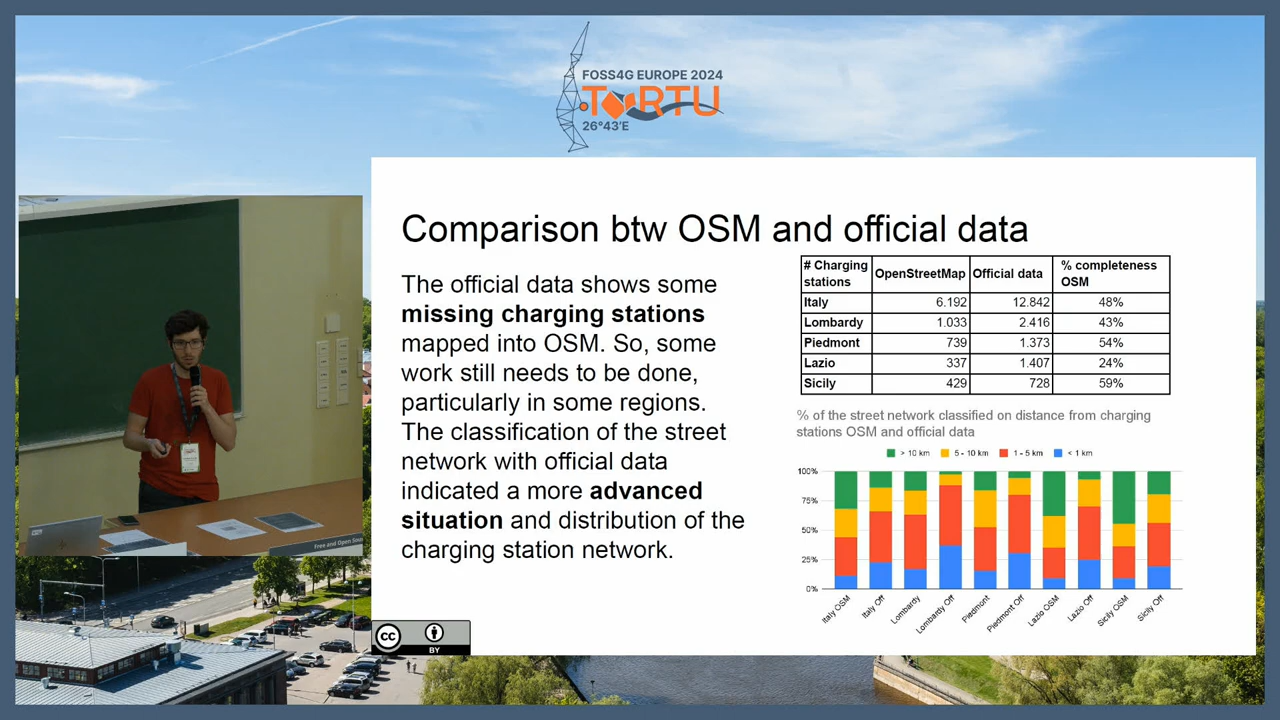 FOSS4G EUROPE 2024
TORTU
26°43'E
Comparison btw OSM and official data
The official data shows some
missing charging stations
mapped into OSM. So, some
work still needs to be done,
particularly in some regions.
The classification of the street
network with official data
indicated a more advanced
situation and distribution of the
charging station network.
# Charging stations OpenStreetMap Official data % completeness OSM
Italy 6.192 12.842 48%
Lombardy 1.033 2.416 43%
Piedmont 739 1.373 54%
Lazio 337 1.407 24%
Sicily 429 728 59%
% of the street network classified on distance from charging
stations OSM and official data
> 10 km 5 - 10 km 1 - 5 km < 1 km
100%
75%
50%
25%
0%
Italy OSM Italy Off Lombardy Lombardy Off Piedmont Piedmont Off Lazio OSM Lazio Off Sicily OSM Sicily Off
Free and Open Sour
cc
BY